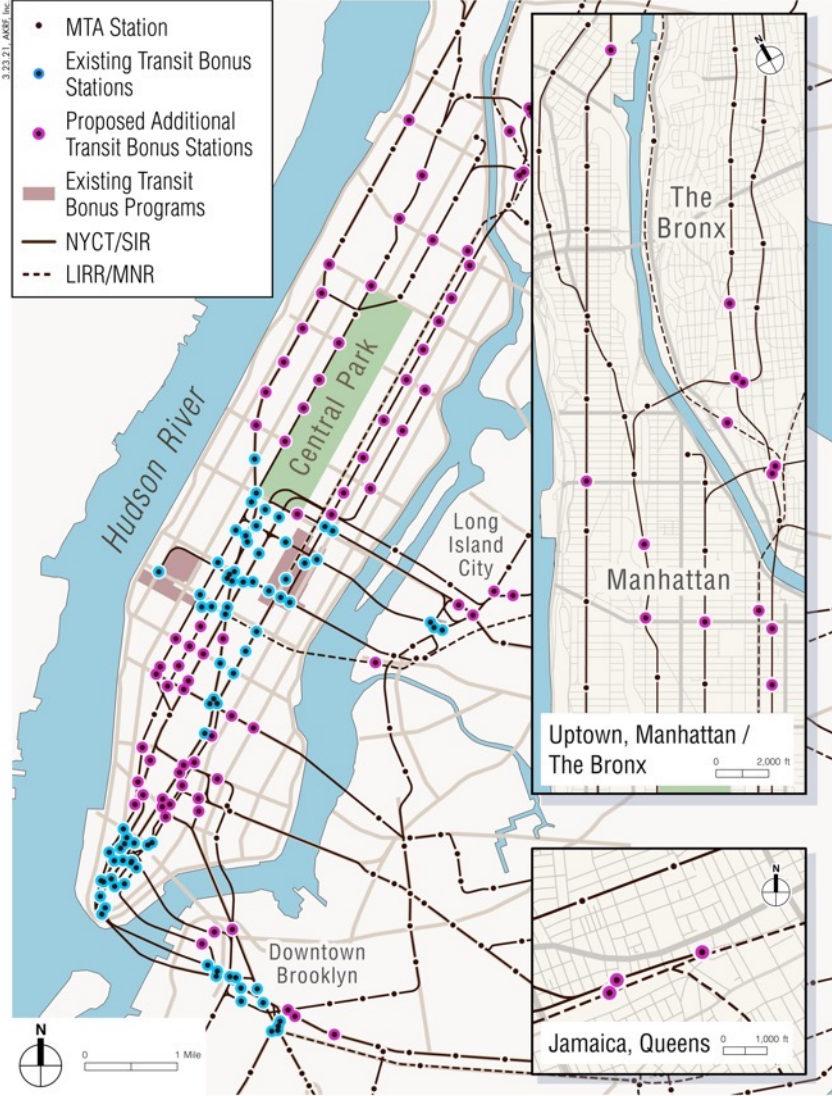 3.23.21, AKRF, Inc.
MTA Station
Existing Transit Bonus
Stations
Proposed Additional
Transit Bonus Stations
Existing Transit
Bonus Programs
NYCT/SIR
LIRR/MNR
Hudson River
Central Park
Long
Island
City
Downtown
Brooklyn
N
0
1 Mile
N
The
Bronx
Manhattan
Uptown, Manhattan /
The Bronx
0
2,000 ft
N
Jamaica, Queens
0
1,000 ft